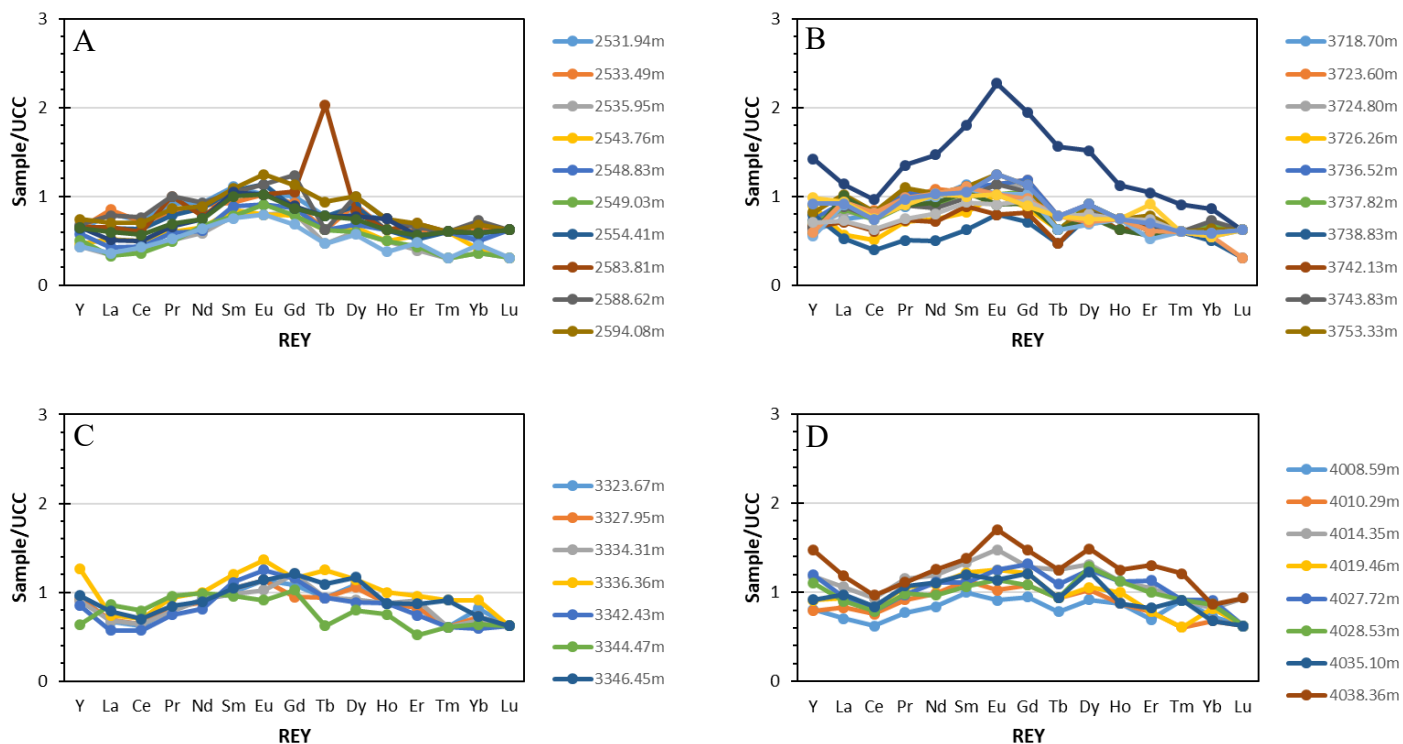 A
3
2
1
0
Sample/UCC
Y La Ce Pr Nd Sm Eu Gd Tb Dy Ho Er Tm Yb Lu
REY
2531.94m
2533.49m
2535.95m
2543.76m
2548.83m
2549.03m
2554.41m
2583.81m
2588.62m
2594.08m
B
3
2
1
0
Sample/UCC
Y La Ce Pr Nd Sm Eu Gd Tb Dy Ho Er Tm Yb Lu
REY
3718.70m
3723.60m
3724.80m
3726.26m
3736.52m
3737.82m
3738.83m
3742.13m
3743.83m
3753.33m
C
3
2
1
0
Sample/UCC
Y La Ce Pr Nd Sm Eu Gd Tb Dy Ho Er Tm Yb Lu
REY
3323.67m
3327.95m
3334.31m
3336.36m
3342.43m
3344.47m
3346.45m
D
3
2
1
0
Sample/UCC
Y La Ce Pr Nd Sm Eu Gd Tb Dy Ho Er Tm Yb Lu
REY
4008.59m
4010.29m
4014.35m
4019.46m
4027.72m
4028.53m
4035.10m
4038.36m